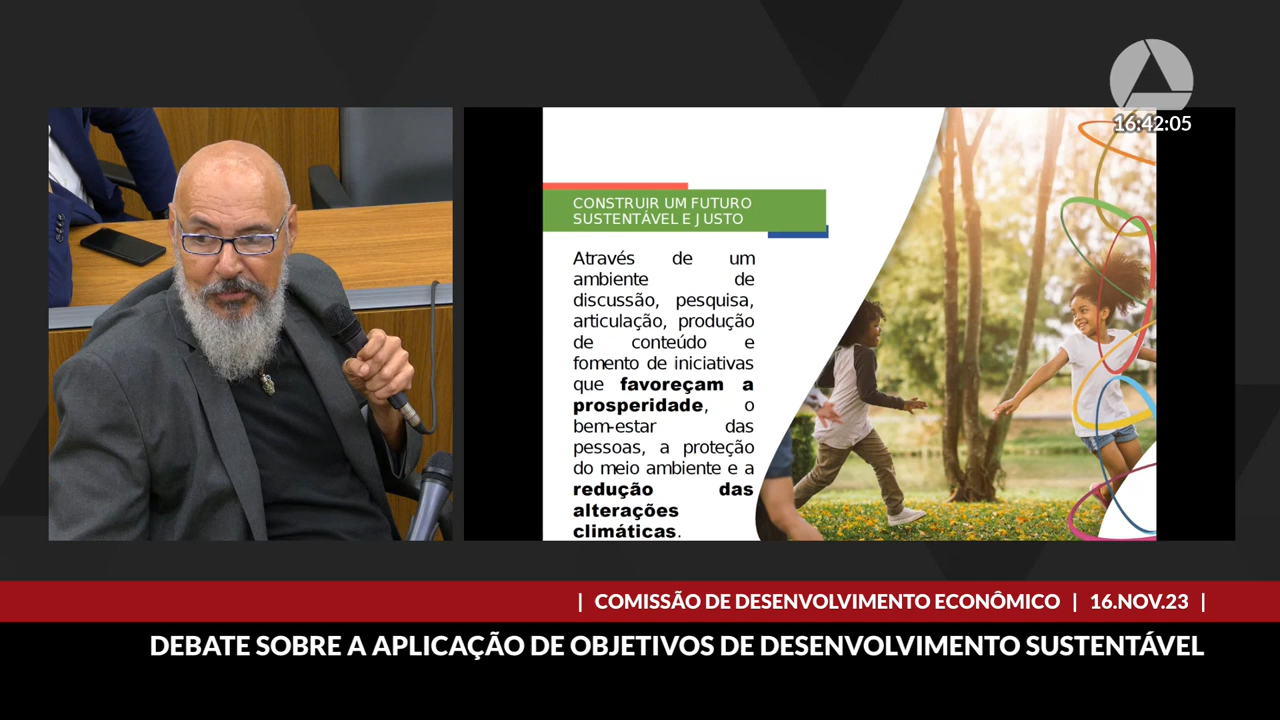 16:42:05
CONSTRUIR UM FUTURO
SUSTENTÁVEL E JUSTO
Através de um
ambiente de
discussão, pesquisa,
articulação, produção
de conteúdo e
fomento de iniciativas
que favoreçam a
prosperidade, o
bem-estar das
pessoas, a proteção
do meio ambiente e a
redução das
alterações
climáticas.
| COMISSÃO DE DESENVOLVIMENTO ECONÔMICO | 16.NOV.23 |
DEBATE SOBRE A APLICAÇÃO DE OBJETIVOS DE DESENVOLVIMENTO SUSTENTÁVEL